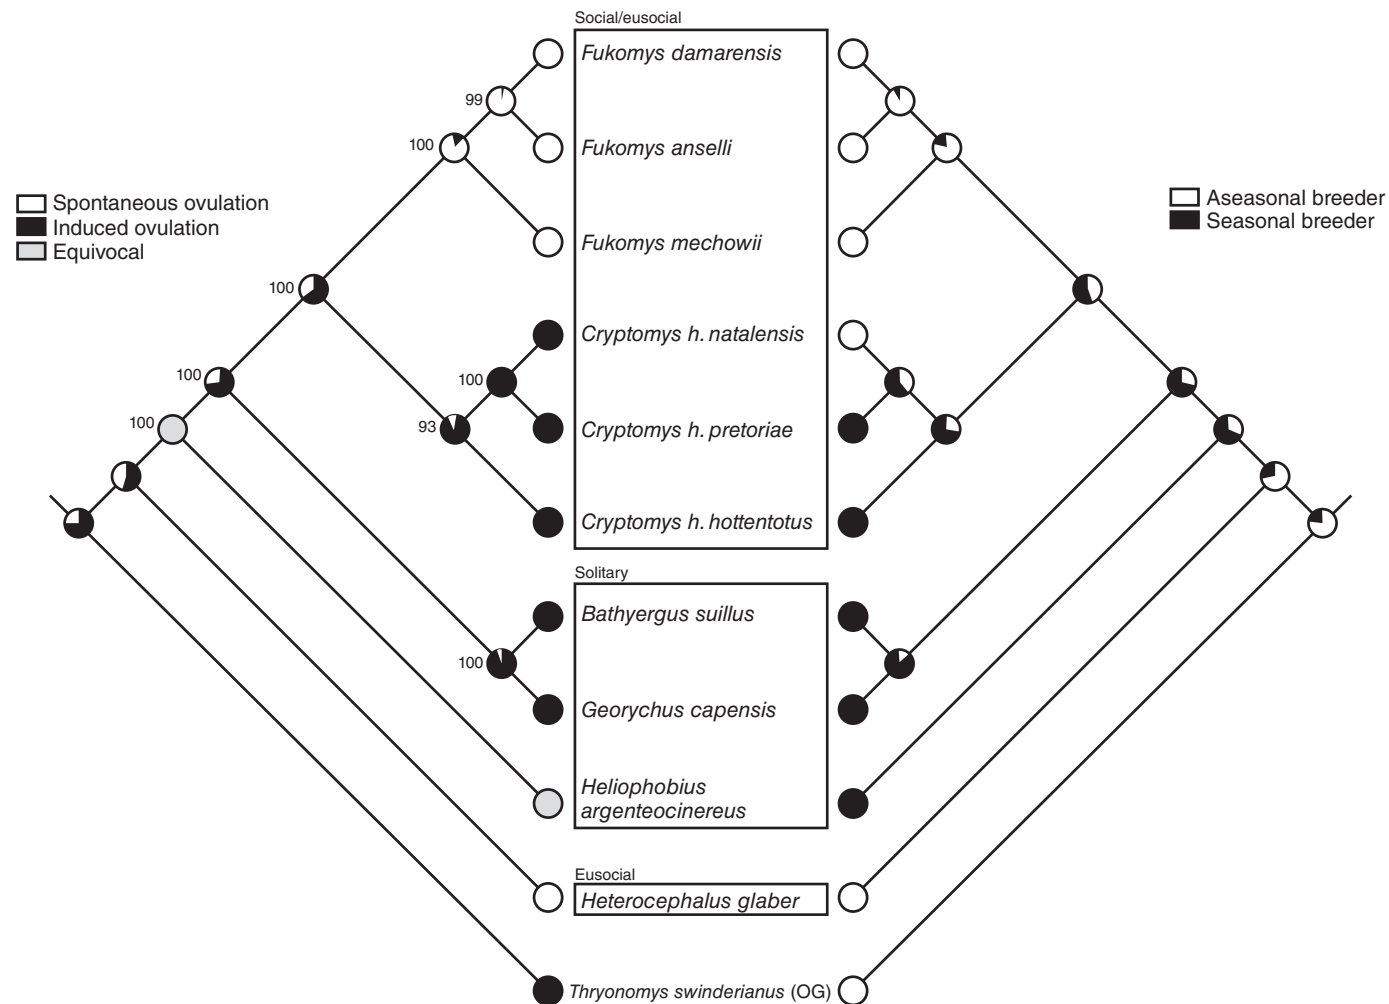 Social/eusocial
Fukomys damarensis
99
100
Fukomys anselli
Spontaneous ovulation
Induced ovulation
Equivocal
Aseasonal breeder
Seasonal breeder
Fukomys mechowii
100
Cryptomys h. natalensis
100
100
100
93
Cryptomys h. pretoriae
Cryptomys h. hottentotus
Solitary
Bathyergus suillus
100
Georychus capensis
Heliophobius
argenteocinereus
Eusocial
Heterocephalus glaber
Thryonomys swinderianus (OG)